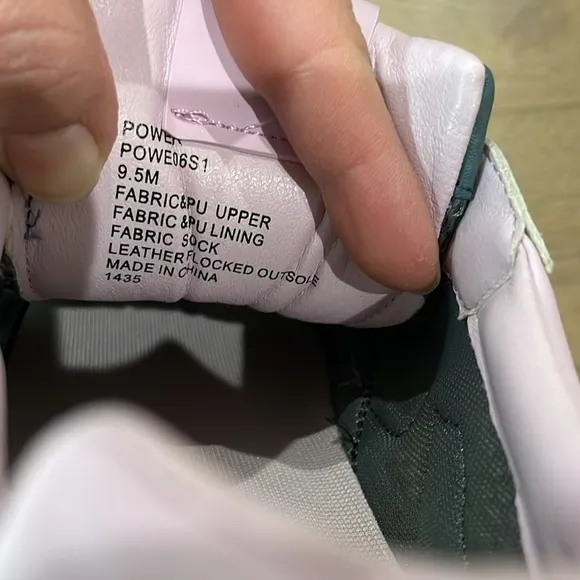 POWER
POWE06S1
9.5M
FABRIC&PU UPPER
FABRIC &PU LINING
FABRIC SOCK
LEATHER FLOCKED OUTSOLE
MADE IN CHINA
1435